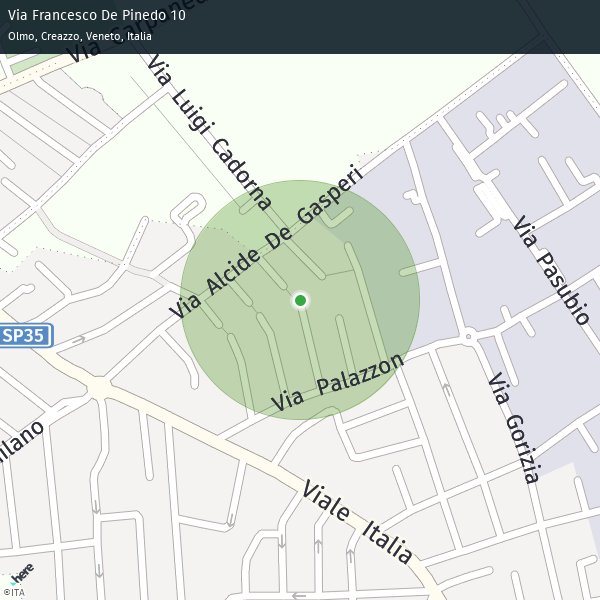 Via Francesco De Pinedo 10
Olmo, Creazzo, Veneto, Italia
Via Luigi Cadorna
Via Alcide De Gasperi
Via Pasubio
SP35
Via Palazzon
Via Gorizia
Viale Italia
here
©ITA